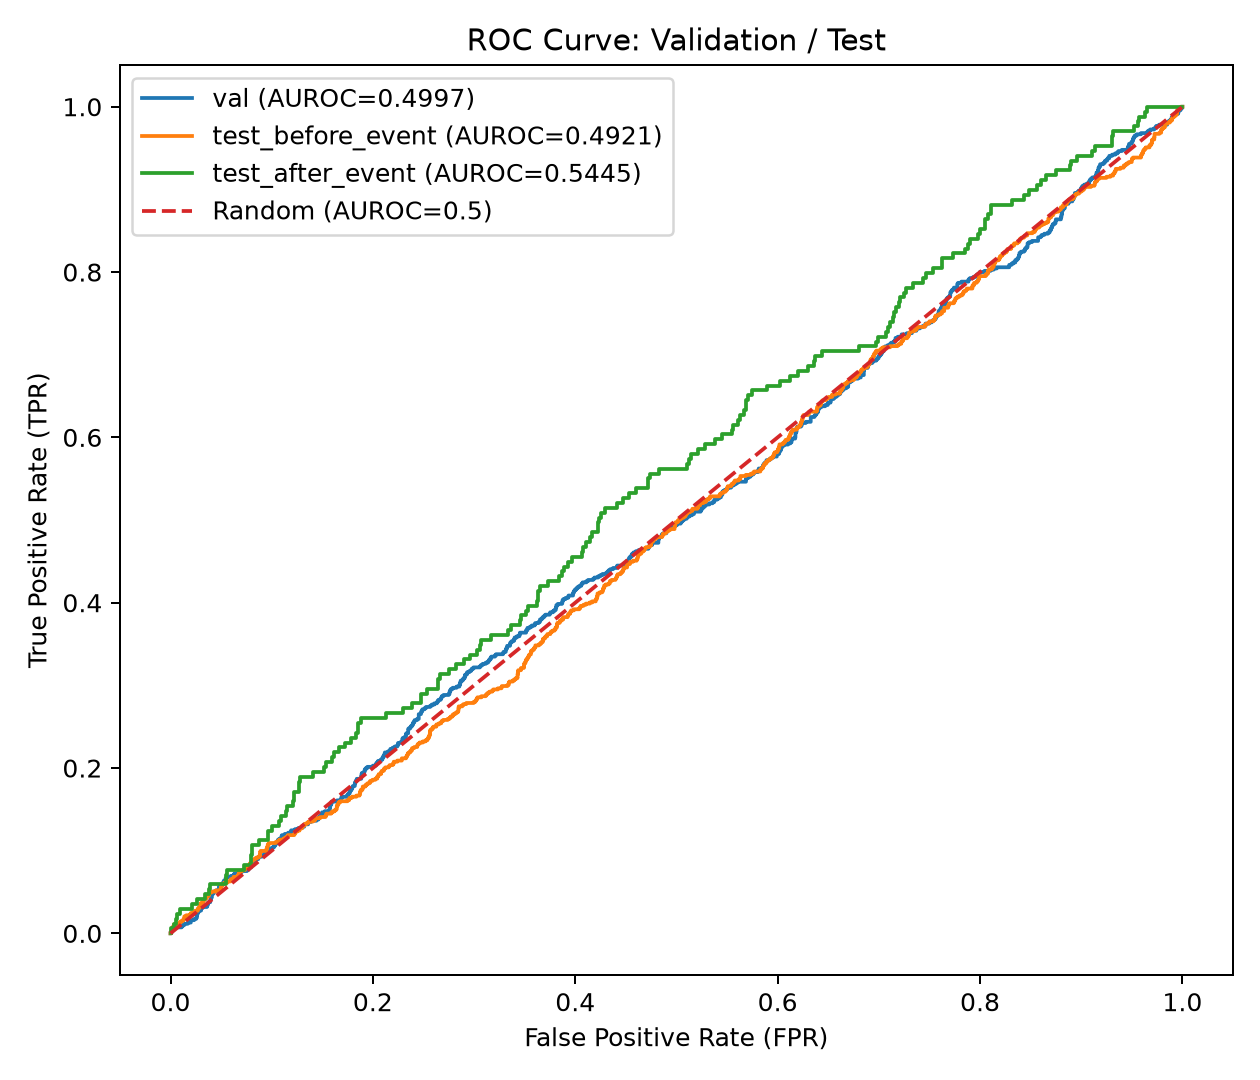 ROC Curve: Validation / Test
val (AUROC=0.4997)
test_before_event (AUROC=0.4921)
test_after_event (AUROC=0.5445)
Random (AUROC=0.5)
1.0
0.8
0.6
0.4
0.2
0.0
True Positive Rate (TPR)
0.0 0.2 0.4 0.6 0.8 1.0
False Positive Rate (FPR)